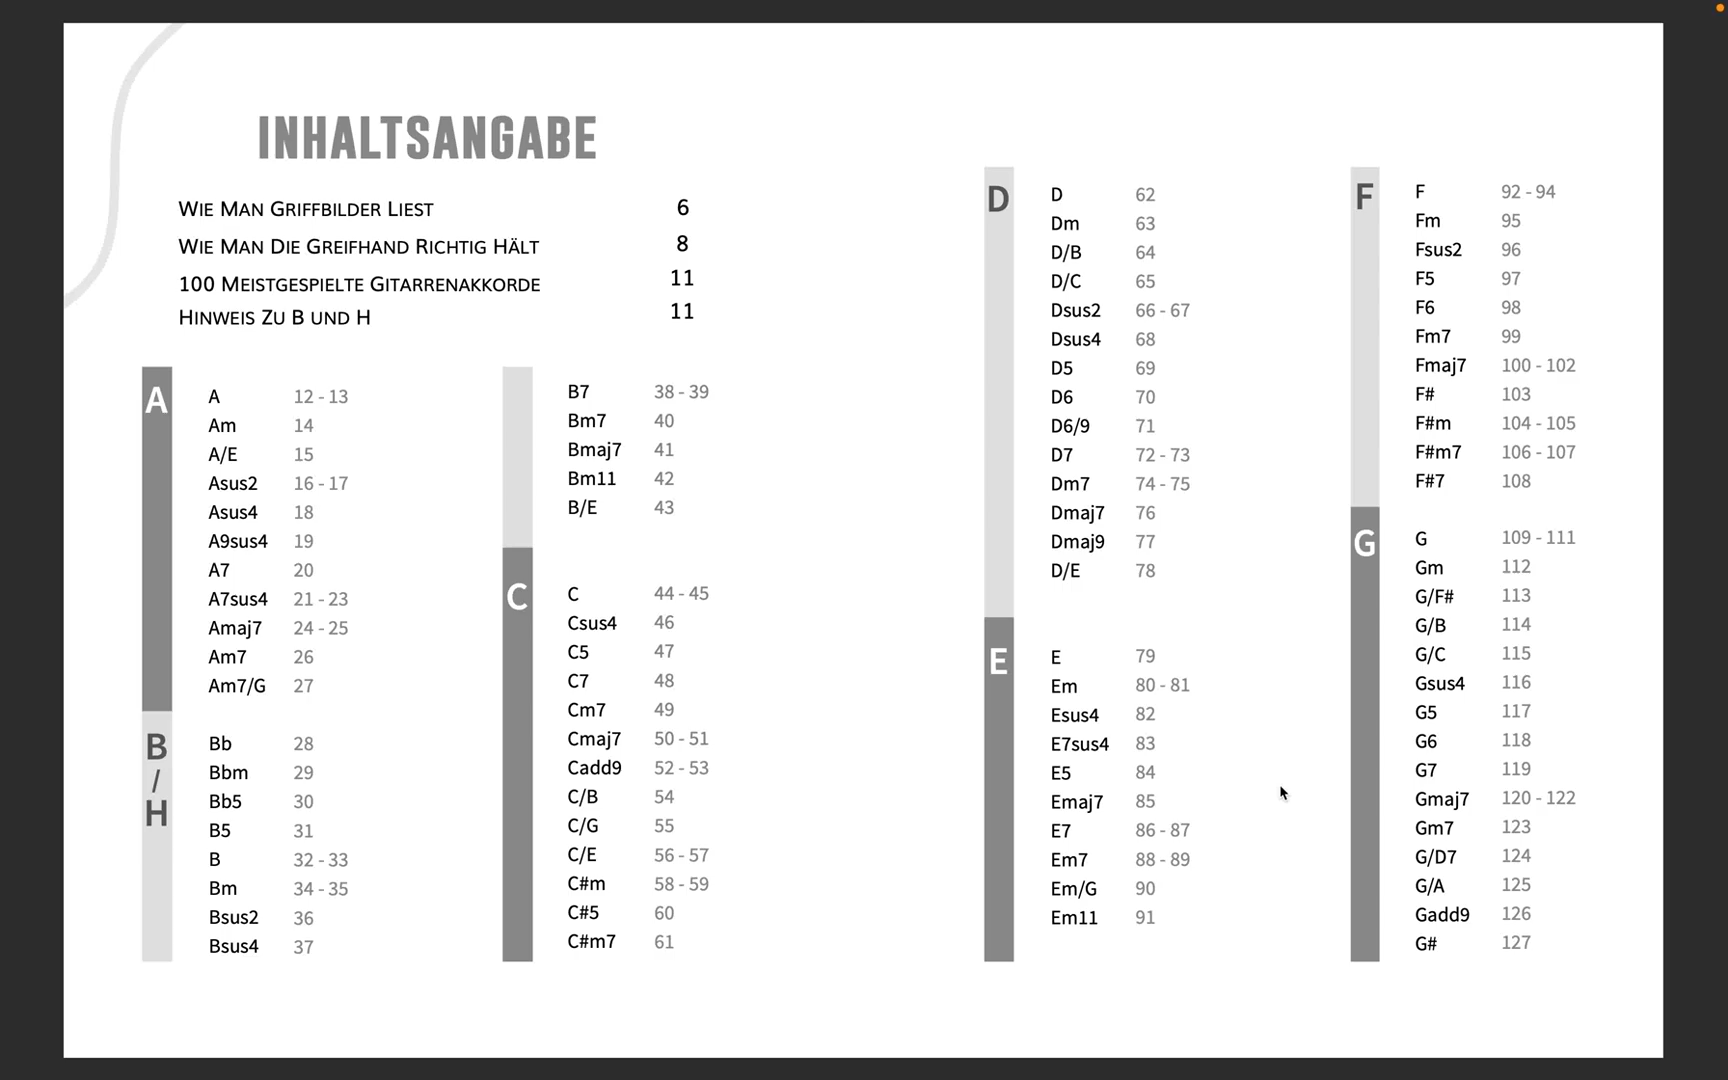 INHALTSANGABE
WIE MAN GRIFFBILDER LIEST 6
WIE MAN DIE GREIFHAND RICHTIG HÄLT 8
100 MEISTGESPIELTE GITARRENAKKORDE 11
HINWEIS ZU B UND H 11
A
A 12 - 13
Am 14
A/E 15
Asus2 16 - 17
Asus4 18
A9sus4 19
A7 20
A7sus4 21 - 23
Amaj7 24 - 25
Am7 26
Am7/G 27
B
/
H
Bb 28
Bbm 29
Bb5 30
B5 31
B 32 - 33
Bm 34 - 35
Bsus2 36
Bsus4 37
B7 38 - 39
Bm7 40
Bmaj7 41
Bm11 42
B/E 43
C
C 44 - 45
Csus4 46
C5 47
C7 48
Cm7 49
Cmaj7 50 - 51
Cadd9 52 - 53
C/B 54
C/G 55
C/E 56 - 57
C#m 58 - 59
C#5 60
C#m7 61
D
D 62
Dm 63
D/B 64
D/C 65
Dsus2 66 - 67
Dsus4 68
D5 69
D6 70
D6/9 71
D7 72 - 73
Dm7 74 - 75
Dmaj7 76
Dmaj9 77
D/E 78
E
E 79
Em 80 - 81
Esus4 82
E7sus4 83
E5 84
Emaj7 85
E7 86 - 87
Em7 88 - 89
Em/G 90
Em11 91
F
F 92 - 94
Fm 95
Fsus2 96
F5 97
F6 98
Fm7 99
Fmaj7 100 - 102
F# 103
F#m 104 - 105
F#m7 106 - 107
F#7 108
G
G 109 - 111
Gm 112
G/F# 113
G/B 114
G/C 115
Gsus4 116
G5 117
G6 118
G7 119
Gmaj7 120 - 122
Gm7 123
G/D7 124
G/A 125
Gadd9 126
G# 127